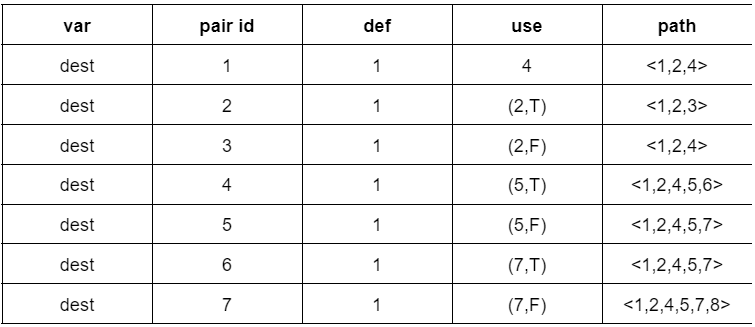 var pair id def use path
dest 1 1 4 <1,2,4>
dest 2 1 (2,T) <1,2,3>
dest 3 1 (2,F) <1,2,4>
dest 4 1 (5,T) <1,2,4,5,6>
dest 5 1 (5,F) <1,2,4,5,7>
dest 6 1 (7,T) <1,2,4,5,7>
dest 7 1 (7,F) <1,2,4,5,7,8>